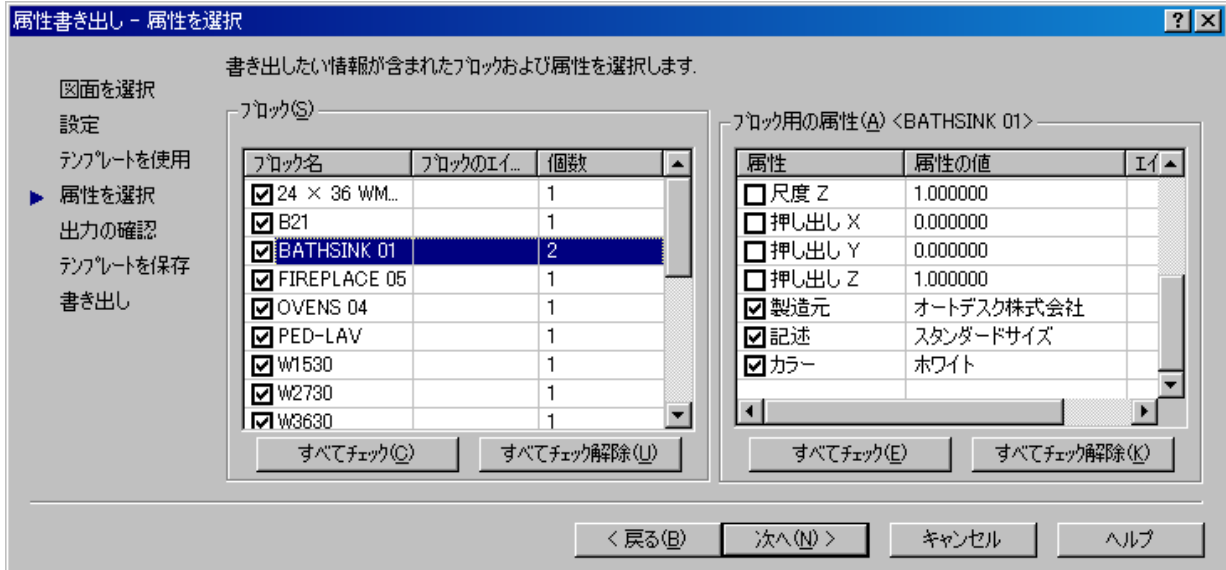 属性書き出し - 属性を選択
書き出したい情報が含まれたブロックおよび属性を選択します.
図面を選択
設定
テンプレートを使用
属性を選択
出力の確認
テンプレートを保存
書き出し
ブロック(S)
ブロック名 ブロックのエイ... 個数
24 × 36 WM... 1
B21 1
BATHSINK 01 2
FIREPLACE 05 1
OVENS 04 1
PED-LAV 1
W1530 1
W2730 1
W3630 1
すべてチェック(C) すべてチェック解除(U)
ブロック用の属性(A) <BATHSINK 01>
属性 属性の値 エイ
尺度 Z 1.000000
押し出し X 0.000000
押し出し Y 0.000000
押し出し Z 1.000000
製造元 オートデスク株式会社
記述 スタンダードサイズ
カラー ホワイト
すべてチェック(E) すべてチェック解除(K)
< 戻る(B) 次へ(N) > キャンセル ヘルプ